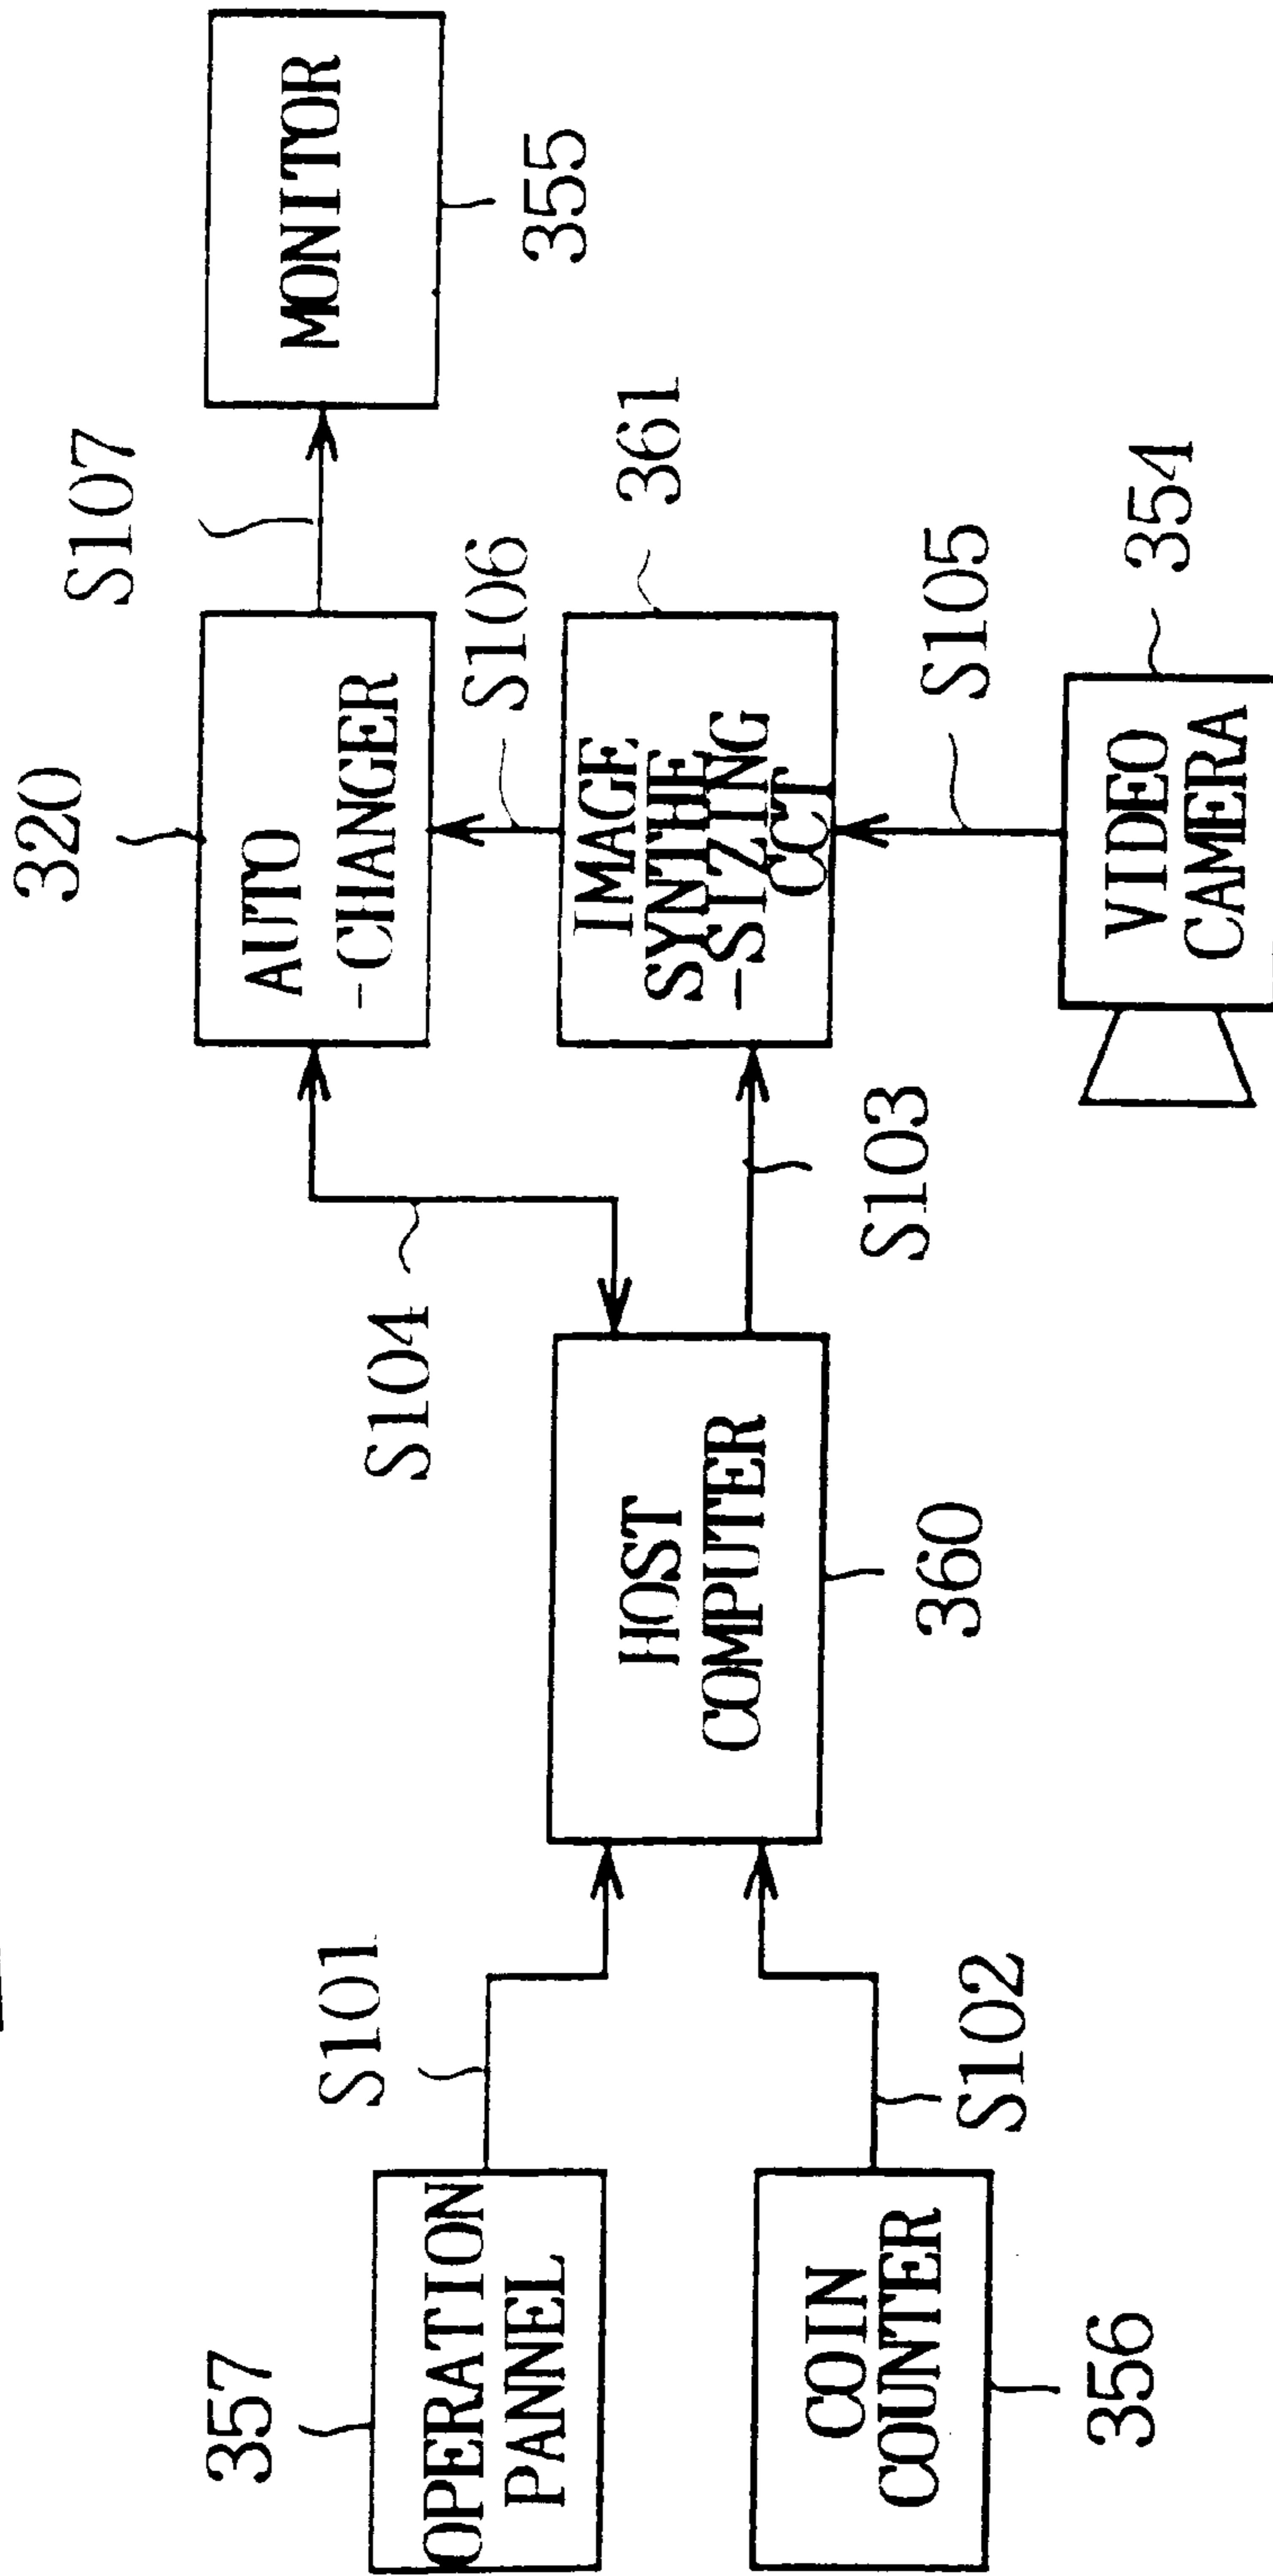 357
OPERATION
PANNEL
S101
COIN
COUNTER
356
S102
HOST
COMPUTER
360
S104
S103
320
AUTO
-CHANGER
S107
MONITOR
355
S106
IMAGE
SYNTHE
-SIZING
CCT
361
S105
VIDEO
CAMERA
354